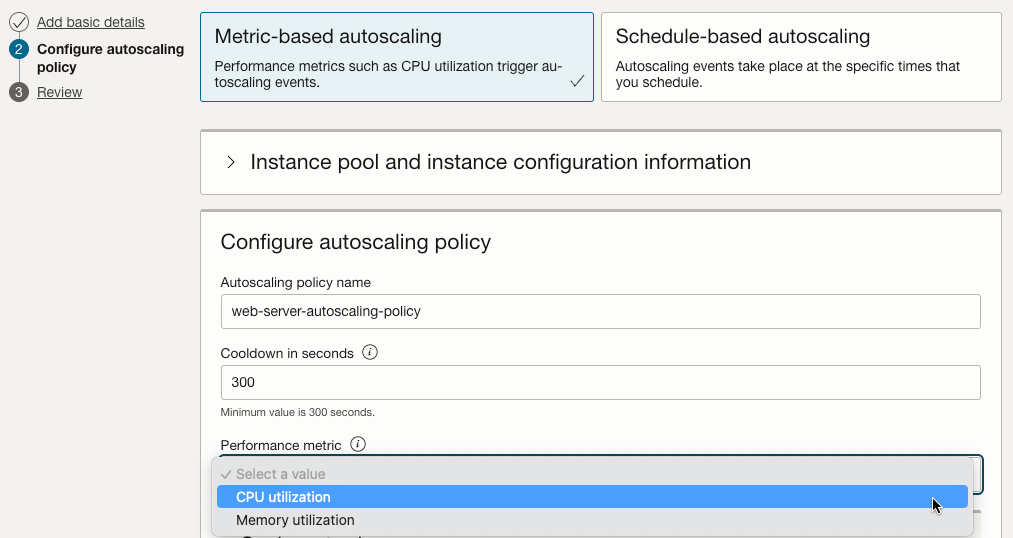 Add basic details
2 Configure autoscaling
policy
3 Review
Metric-based autoscaling
Performance metrics such as CPU utilization trigger au-
toscaling events.
Schedule-based autoscaling
Autoscaling events take place at the specific times that
you schedule.
Instance pool and instance configuration information
Configure autoscaling policy
Autoscaling policy name
web-server-autoscaling-policy
Cooldown in seconds i
300
Minimum value is 300 seconds.
Performance metric i
✓ Select a value
CPU utilization
Memory utilization